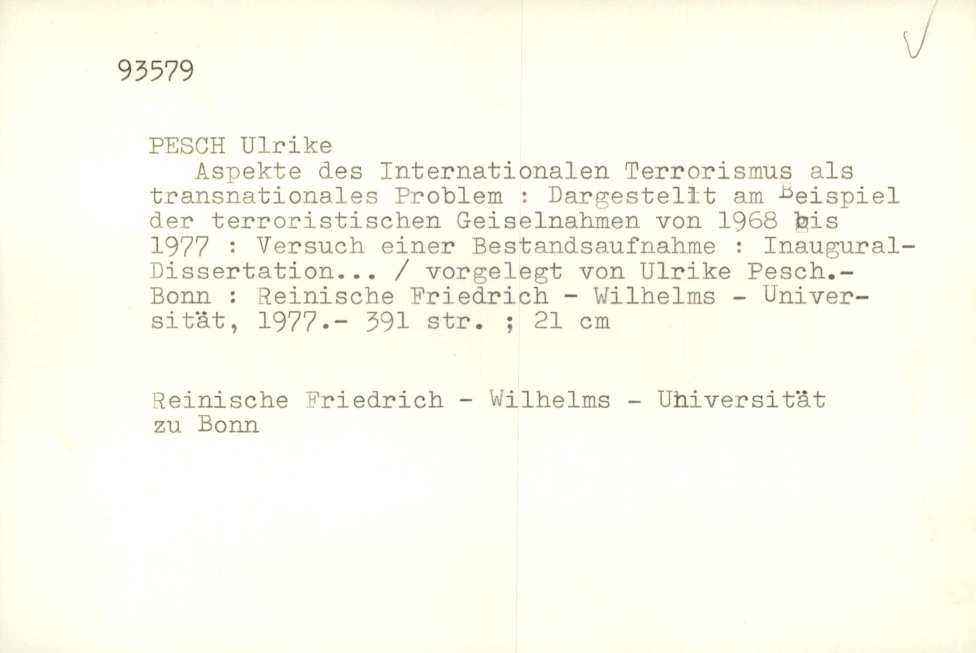 93579
PESCH Ulrike
Aspekte des Internationalen Terrorismus als
transnationales Problem : Dargestellt am Beispiel
der terroristischen Geiselnahmen von 1968 bis
1977 : Versuch einer Bestandsaufnahme : Inaugural-
Dissertation... / vorgelegt von Ulrike Pesch.-
Bonn : Reinische Friedrich - Wilhelms - Univer-
sität, 1977.- 391 str. ; 21 cm
Reinische Friedrich - Wilhelms - Universität
zu Bonn